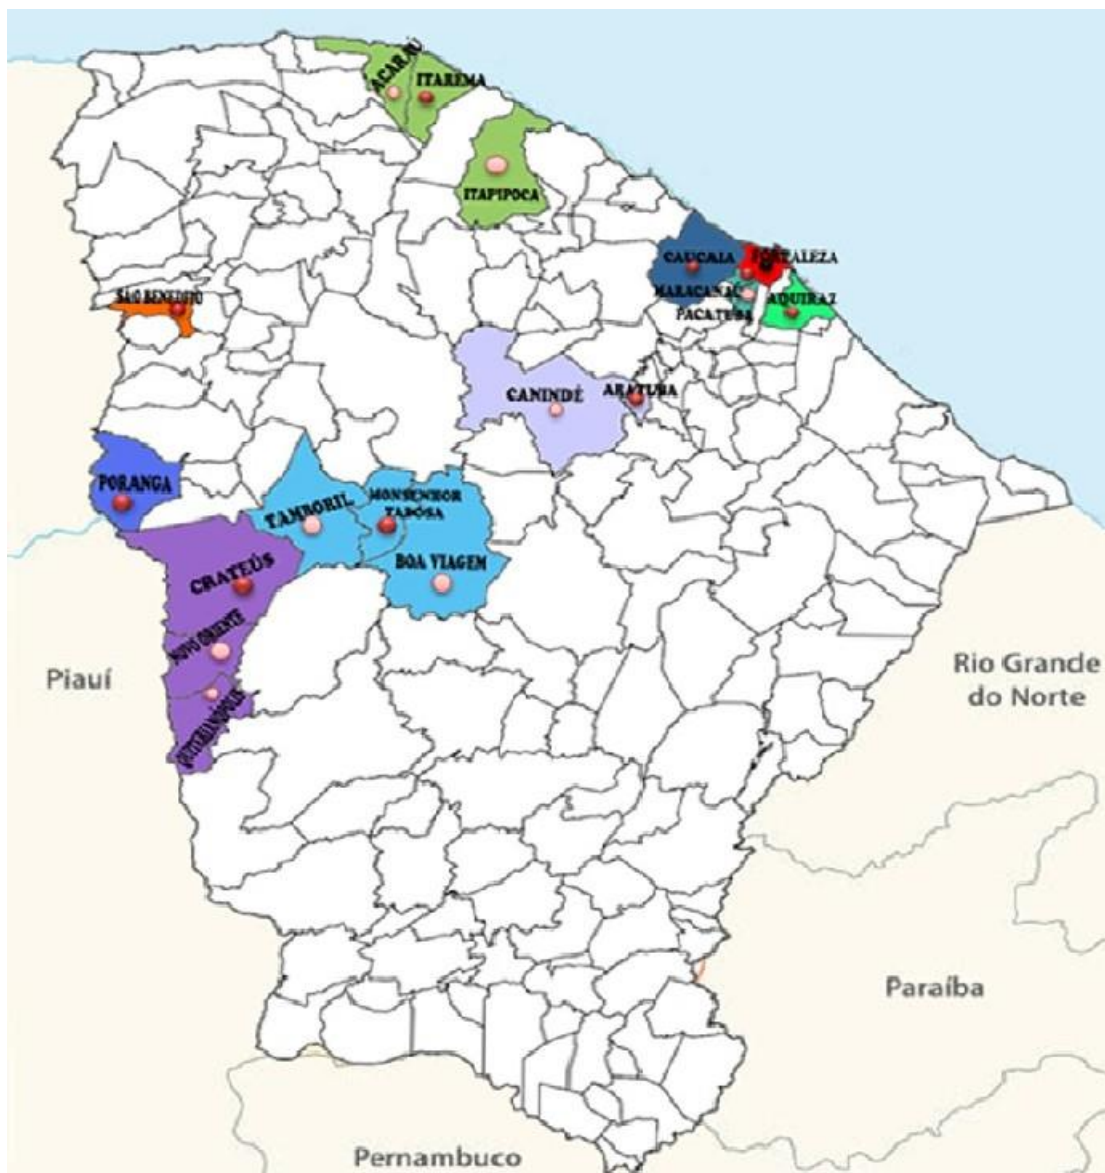 ACARAÚ
ITAREMA
ITAPIPOCA
CAUCAIA
FORTALEZA
MARACANAÚ
AQUIRAZ
PACATUBA
SÃO BENEDITO
CANINDÉ
ARATUBA
PORANGA
TAMBORIL
MONSENHOR
TABOSA
BOA VIAGEM
CRATEÚS
NOVO ORIENTE
QUITERIANÓPOLIS
Piauí
Rio Grande
do Norte
Paraíba
Pernambuco